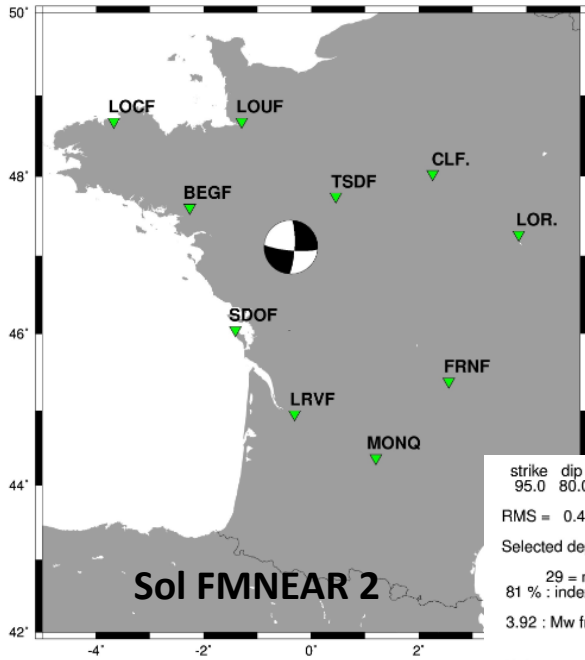 50°
LOCF LOUF
CLF.
48°
TSDF
BEGF
LOR.
46°
SDOF
FRNF
LRVF
MONQ
44°
strike dip
95.0 80.0
RMS = 0.4
Selected de
29 =
81 % : inde
3.92 : Mw
Sol FMNEAR 2
42°
-4° -2° 0° 2°